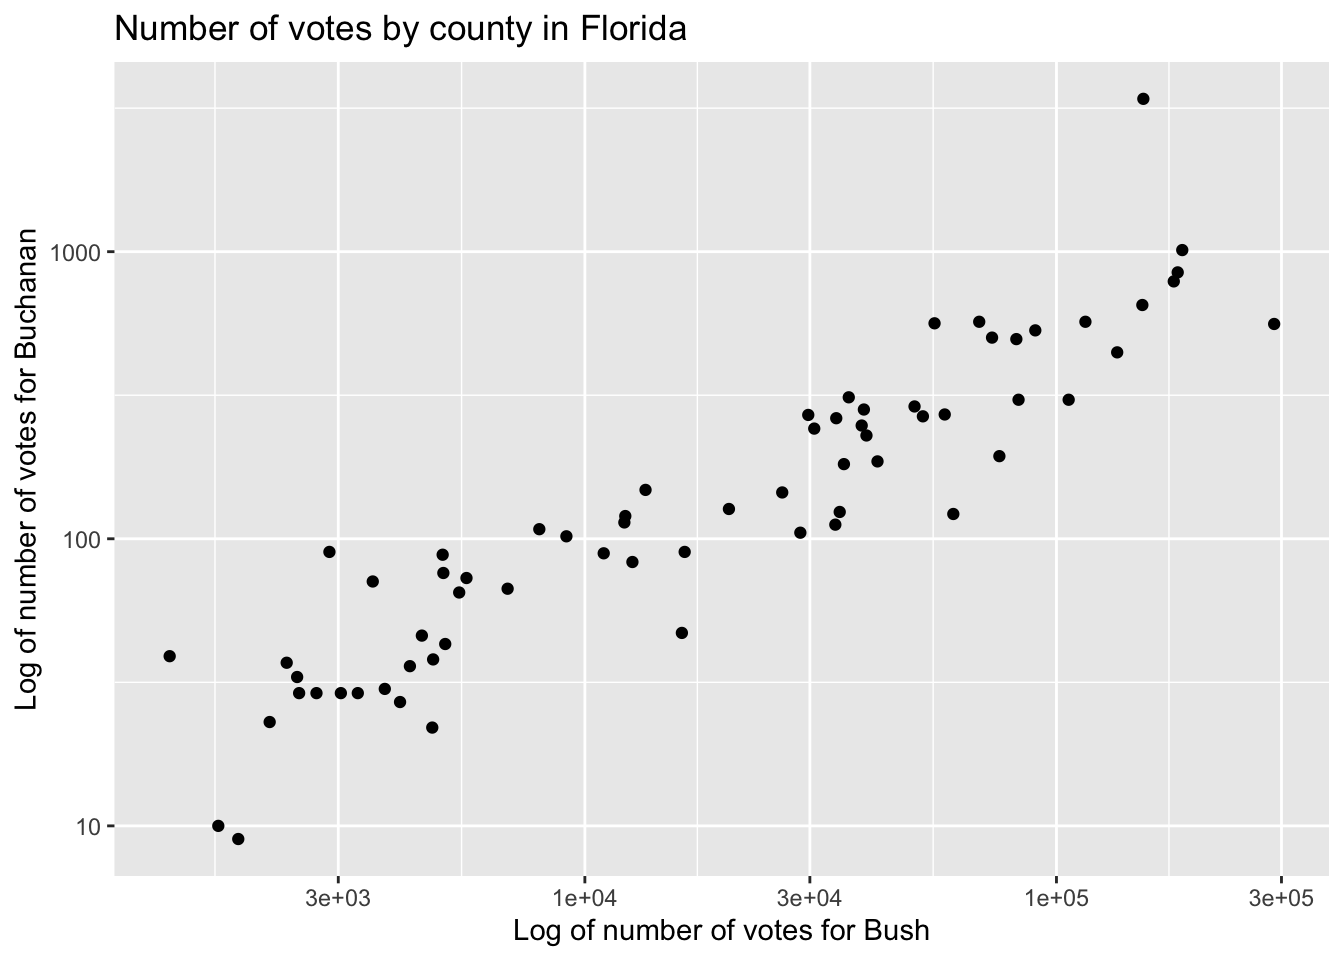 Number of votes by county in Florida
Log of number of votes for Buchanan
1000
100
10
3e+03 1e+04 3e+04 1e+05 3e+05
Log of number of votes for Bush